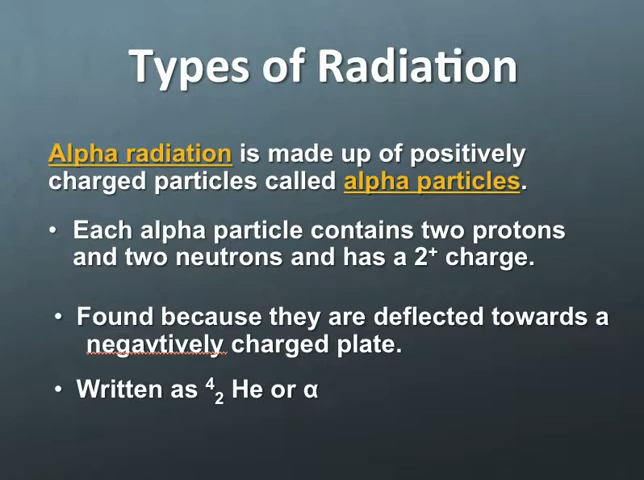 Types of Radiation
Alpha radiation is made up of positively
charged particles called alpha particles.
• Each alpha particle contains two protons
and two neutrons and has a 2⁺ charge.
• Found because they are deflected towards a
negavtively charged plate.
• Written as ⁴₂ He or α